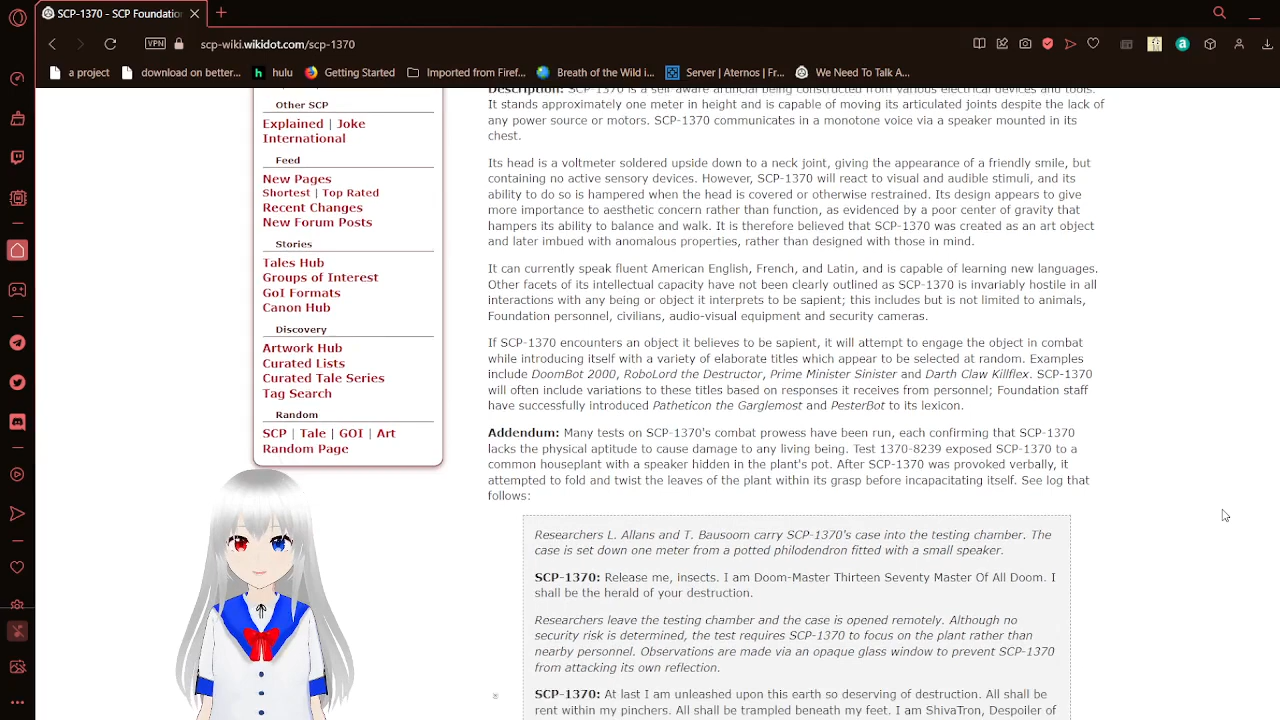 SCP-1370 - SCP Foundation
VPN
scp-wiki.wikidot.com/scp-1370
a project
download on better...
hulu
Getting Started
Imported from Firef...
Breath of the Wild i...
Server | Aternos | Fr...
We Need To Talk A...
Other SCP
Explained | Joke
International
Feed
New Pages
Shortest | Top Rated
Recent Changes
New Forum Posts
Stories
Tales Hub
Groups of Interest
GoI Formats
Canon Hub
Discovery
Artwork Hub
Curated Lists
Curated Tale Series
Tag Search
Random
SCP | Tale | GOI | Art
Random Page
Description: SCP-1370 is a self-aware artificial being constructed from various electrical devices and tools.
It stands approximately one meter in height and is capable of moving its articulated joints despite the lack of
any power source or motors. SCP-1370 communicates in a monotone voice via a speaker mounted in its
chest.
Its head is a voltmeter soldered upside down to a neck joint, giving the appearance of a friendly smile, but
containing no active sensory devices. However, SCP-1370 will react to visual and audible stimuli, and its
ability to do so is hampered when the head is covered or otherwise restrained. Its design appears to give
more importance to aesthetic concern rather than function, as evidenced by a poor center of gravity that
hampers its ability to balance and walk. It is therefore believed that SCP-1370 was created as an art object
and later imbued with anomalous properties, rather than designed with those in mind.
It can currently speak fluent American English, French, and Latin, and is capable of learning new languages.
Other facets of its intellectual capacity have not been clearly outlined as SCP-1370 is invariably hostile in all
interactions with any being or object it interprets to be sapient; this includes but is not limited to animals,
Foundation personnel, civilians, audio-visual equipment and security cameras.
If SCP-1370 encounters an object it believes to be sapient, it will attempt to engage the object in combat
while introducing itself with a variety of elaborate titles which appear to be selected at random. Examples
include DoomBot 2000, RoboLord the Destructor, Prime Minister Sinister and Darth Claw Killflex. SCP-1370
will often include variations to these titles based on responses it receives from personnel; Foundation staff
have successfully introduced Patheticon the Garglemost and PesterBot to its lexicon.
Addendum: Many tests on SCP-1370's combat prowess have been run, each confirming that SCP-1370
lacks the physical aptitude to cause damage to any living being. Test 1370-8239 exposed SCP-1370 to a
common houseplant with a speaker hidden in the plant's pot. After SCP-1370 was provoked verbally, it
attempted to fold and twist the leaves of the plant within its grasp before incapacitating itself. See log that
follows:
Researchers L. Allans and T. Bausoom carry SCP-1370's case into the testing chamber. The
case is set down one meter from a potted philodendron fitted with a small speaker.
SCP-1370: Release me, insects. I am Doom-Master Thirteen Seventy Master Of All Doom. I
shall be the herald of your destruction.
Researchers leave the testing chamber and the case is opened remotely. Although no
security risk is determined, the test requires SCP-1370 to focus on the plant rather than
nearby personnel. Observations are made via an opaque glass window to prevent SCP-1370
from attacking its own reflection.
SCP-1370: At last I am unleashed upon this earth so deserving of destruction. All shall be
rent within my pinchers. All shall be trampled beneath my feet. I am ShivaTron, Despoiler of